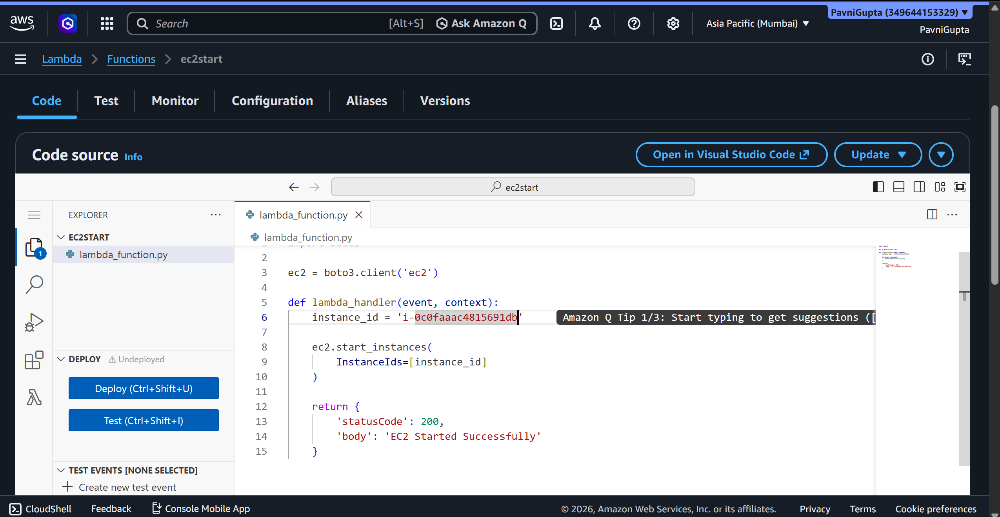 PavniGupta (349644153329)
aws
Search [Alt+S] Ask Amazon Q
Asia Pacific (Mumbai)
PavniGupta
Lambda Functions ec2start
Code Test Monitor Configuration Aliases Versions
Code source Info
Open in Visual Studio Code Update
ec2start
EXPLORER
EC2START
lambda_function.py
1
DEPLOY Undeployed
Deploy (Ctrl+Shift+U)
Test (Ctrl+Shift+I)
TEST EVENTS [NONE SELECTED]
Create new test event
lambda_function.py
lambda_function.py
import boto3
2
3 ec2 = boto3.client('ec2')
4
5 def lambda_handler(event, context):
6 instance_id = 'i-0c0faaac4815691db' Amazon Q Tip 1/3: Start typing to get suggestions ([
7
8 ec2.start_instances(
9 InstanceIds=[instance_id]
10 )
11
12 return {
13 'statusCode': 200,
14 'body': 'EC2 Started Successfully'
15 }
CloudShell Feedback Console Mobile App
© 2026, Amazon Web Services, Inc. or its affiliates. Privacy Terms Cookie preferences